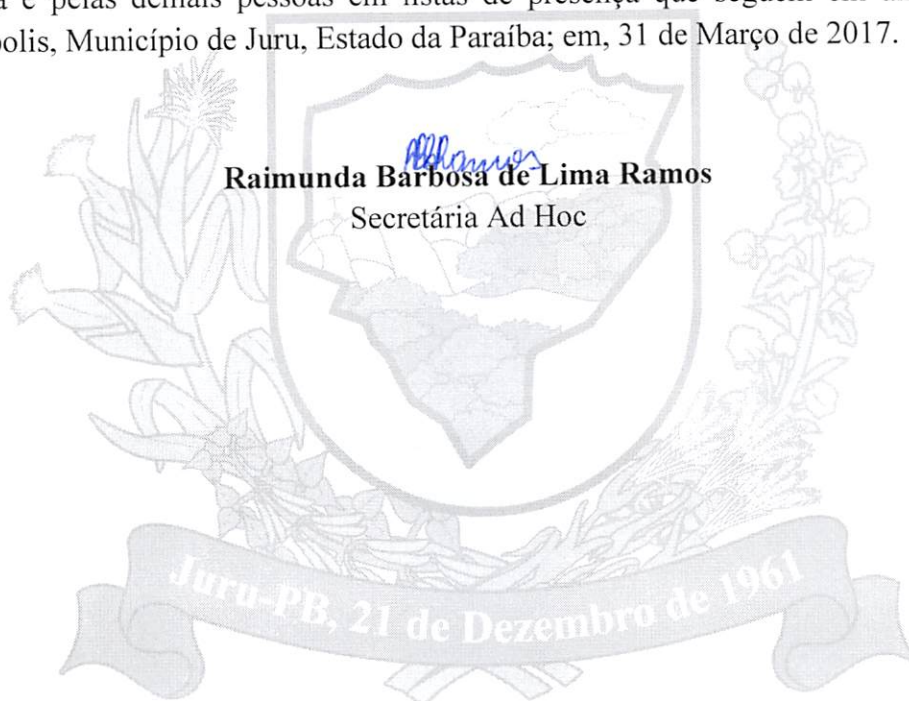 e pelas demais pessoas em listas de presença que seguem em
polis, Município de Juru, Estado da Paraíba; em, 31 de Março de 2017.
Raimunda Barbosa de Lima Ramos
Secretária Ad Hoc
Juru-PB, 21 de Dezembro de 1961